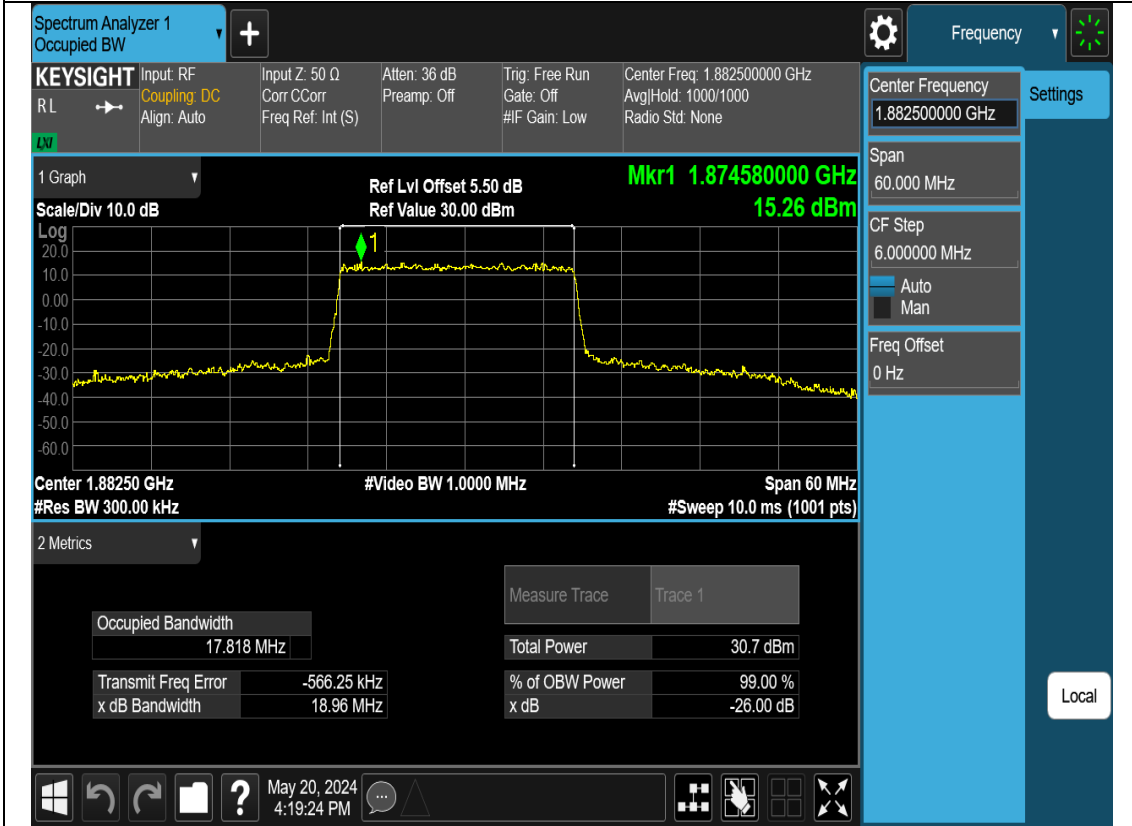 Spectrum Analyzer 1
Occupied BW
Frequency
KEYSIGHT
R L
LXI
Input: RF
Coupling: DC
Align: Auto
Input Z: 50 Ω
Corr CCorr
Freq Ref: Int (S)
Atten: 36 dB
Preamp: Off
Trig: Free Run
Gate: Off
#IF Gain: Low
Center Freq: 1.882500000 GHz
Avg|Hold: 1000/1000
Radio Std: None
Center Frequency
1.882500000 GHz
Settings
Span
60.000 MHz
CF Step
6.000000 MHz
Auto
Man
Freq Offset
0 Hz
Local
1 Graph
Scale/Div 10.0 dB
Ref Lvl Offset 5.50 dB
Ref Value 30.00 dBm
Mkr1 1.874580000 GHz
15.26 dBm
Log
1
20.0
10.0
0.00
-10.0
-20.0
-30.0
-40.0
-50.0
-60.0
Center 1.88250 GHz
#Res BW 300.00 kHz
#Video BW 1.0000 MHz
Span 60 MHz
#Sweep 10.0 ms (1001 pts)
2 Metrics
Measure Trace Trace 1
Occupied Bandwidth
17.818 MHz
Total Power 30.7 dBm
Transmit Freq Error -566.25 kHz
% of OBW Power 99.00 %
x dB Bandwidth 18.96 MHz
x dB -26.00 dB
?
May 20, 2024
4:19:24 PM